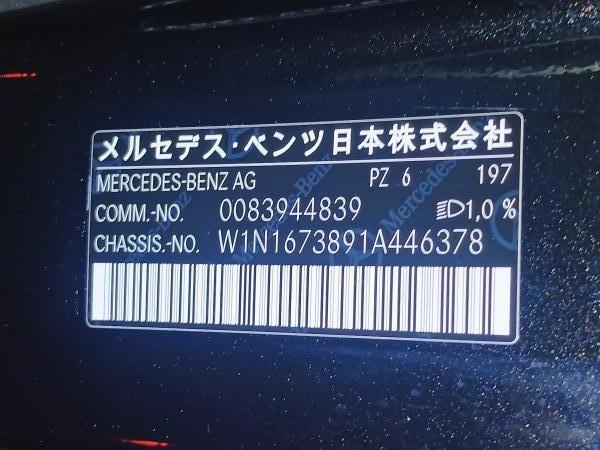 メルセデス・ベンツ日本株式会社
MERCEDES-BENZ AG PZ 6 197
COMM.-NO. 0083944839 1,0 %
CHASSIS.-NO. W1N1673891A446378